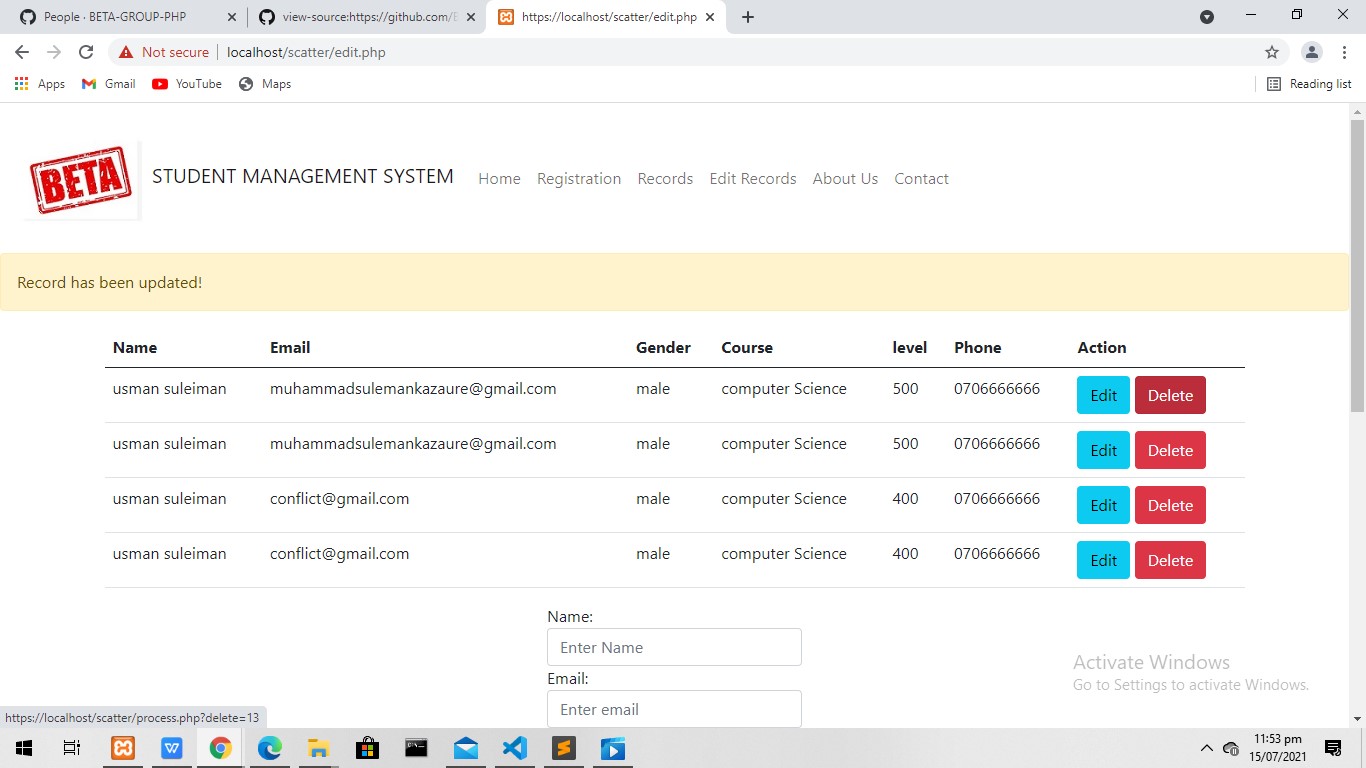 People · BETA-GROUP-PHP
view-source:https://github.com/
https://localhost/scatter/edit.php
Not secure
localhost/scatter/edit.php
Apps Gmail YouTube Maps Reading list
BETA
STUDENT MANAGEMENT SYSTEM Home Registration Records Edit Records About Us Contact
Record has been updated!
Name Email Gender Course level Phone Action
usman suleiman muhammadsulemankazaure@gmail.com male computer Science 500 0706666666 Edit Delete
usman suleiman muhammadsulemankazaure@gmail.com male computer Science 500 0706666666 Edit Delete
usman suleiman conflict@gmail.com male computer Science 400 0706666666 Edit Delete
usman suleiman conflict@gmail.com male computer Science 400 0706666666 Edit Delete
Name:
Enter Name
Email:
Enter email
Activate Windows
Go to Settings to activate Windows.
https://localhost/scatter/process.php?delete=13
11:53 pm
15/07/2021